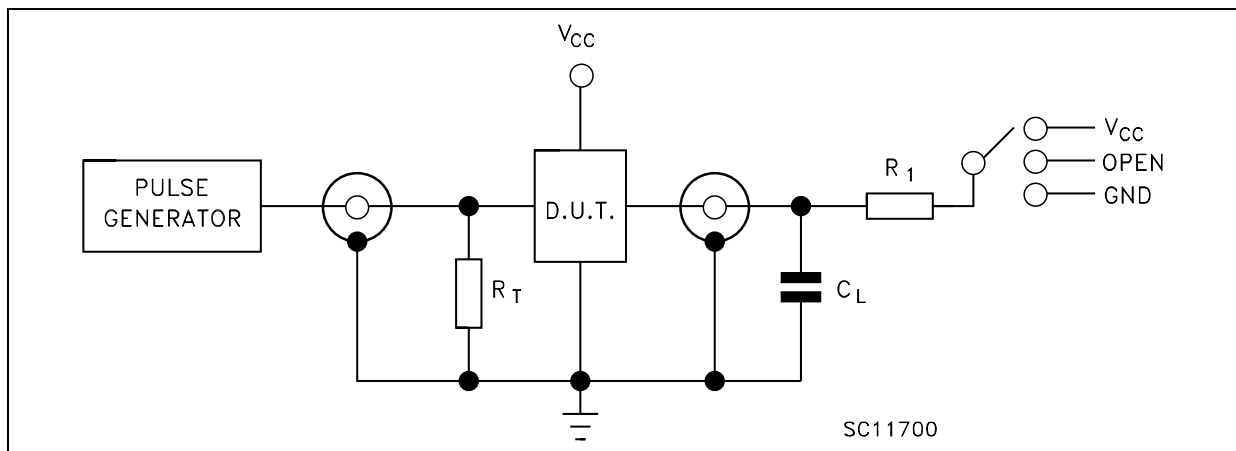 VCC
PULSE
GENERATOR
RT
D.U.T.
CL
R1
VCC
OPEN
GND
SC11700